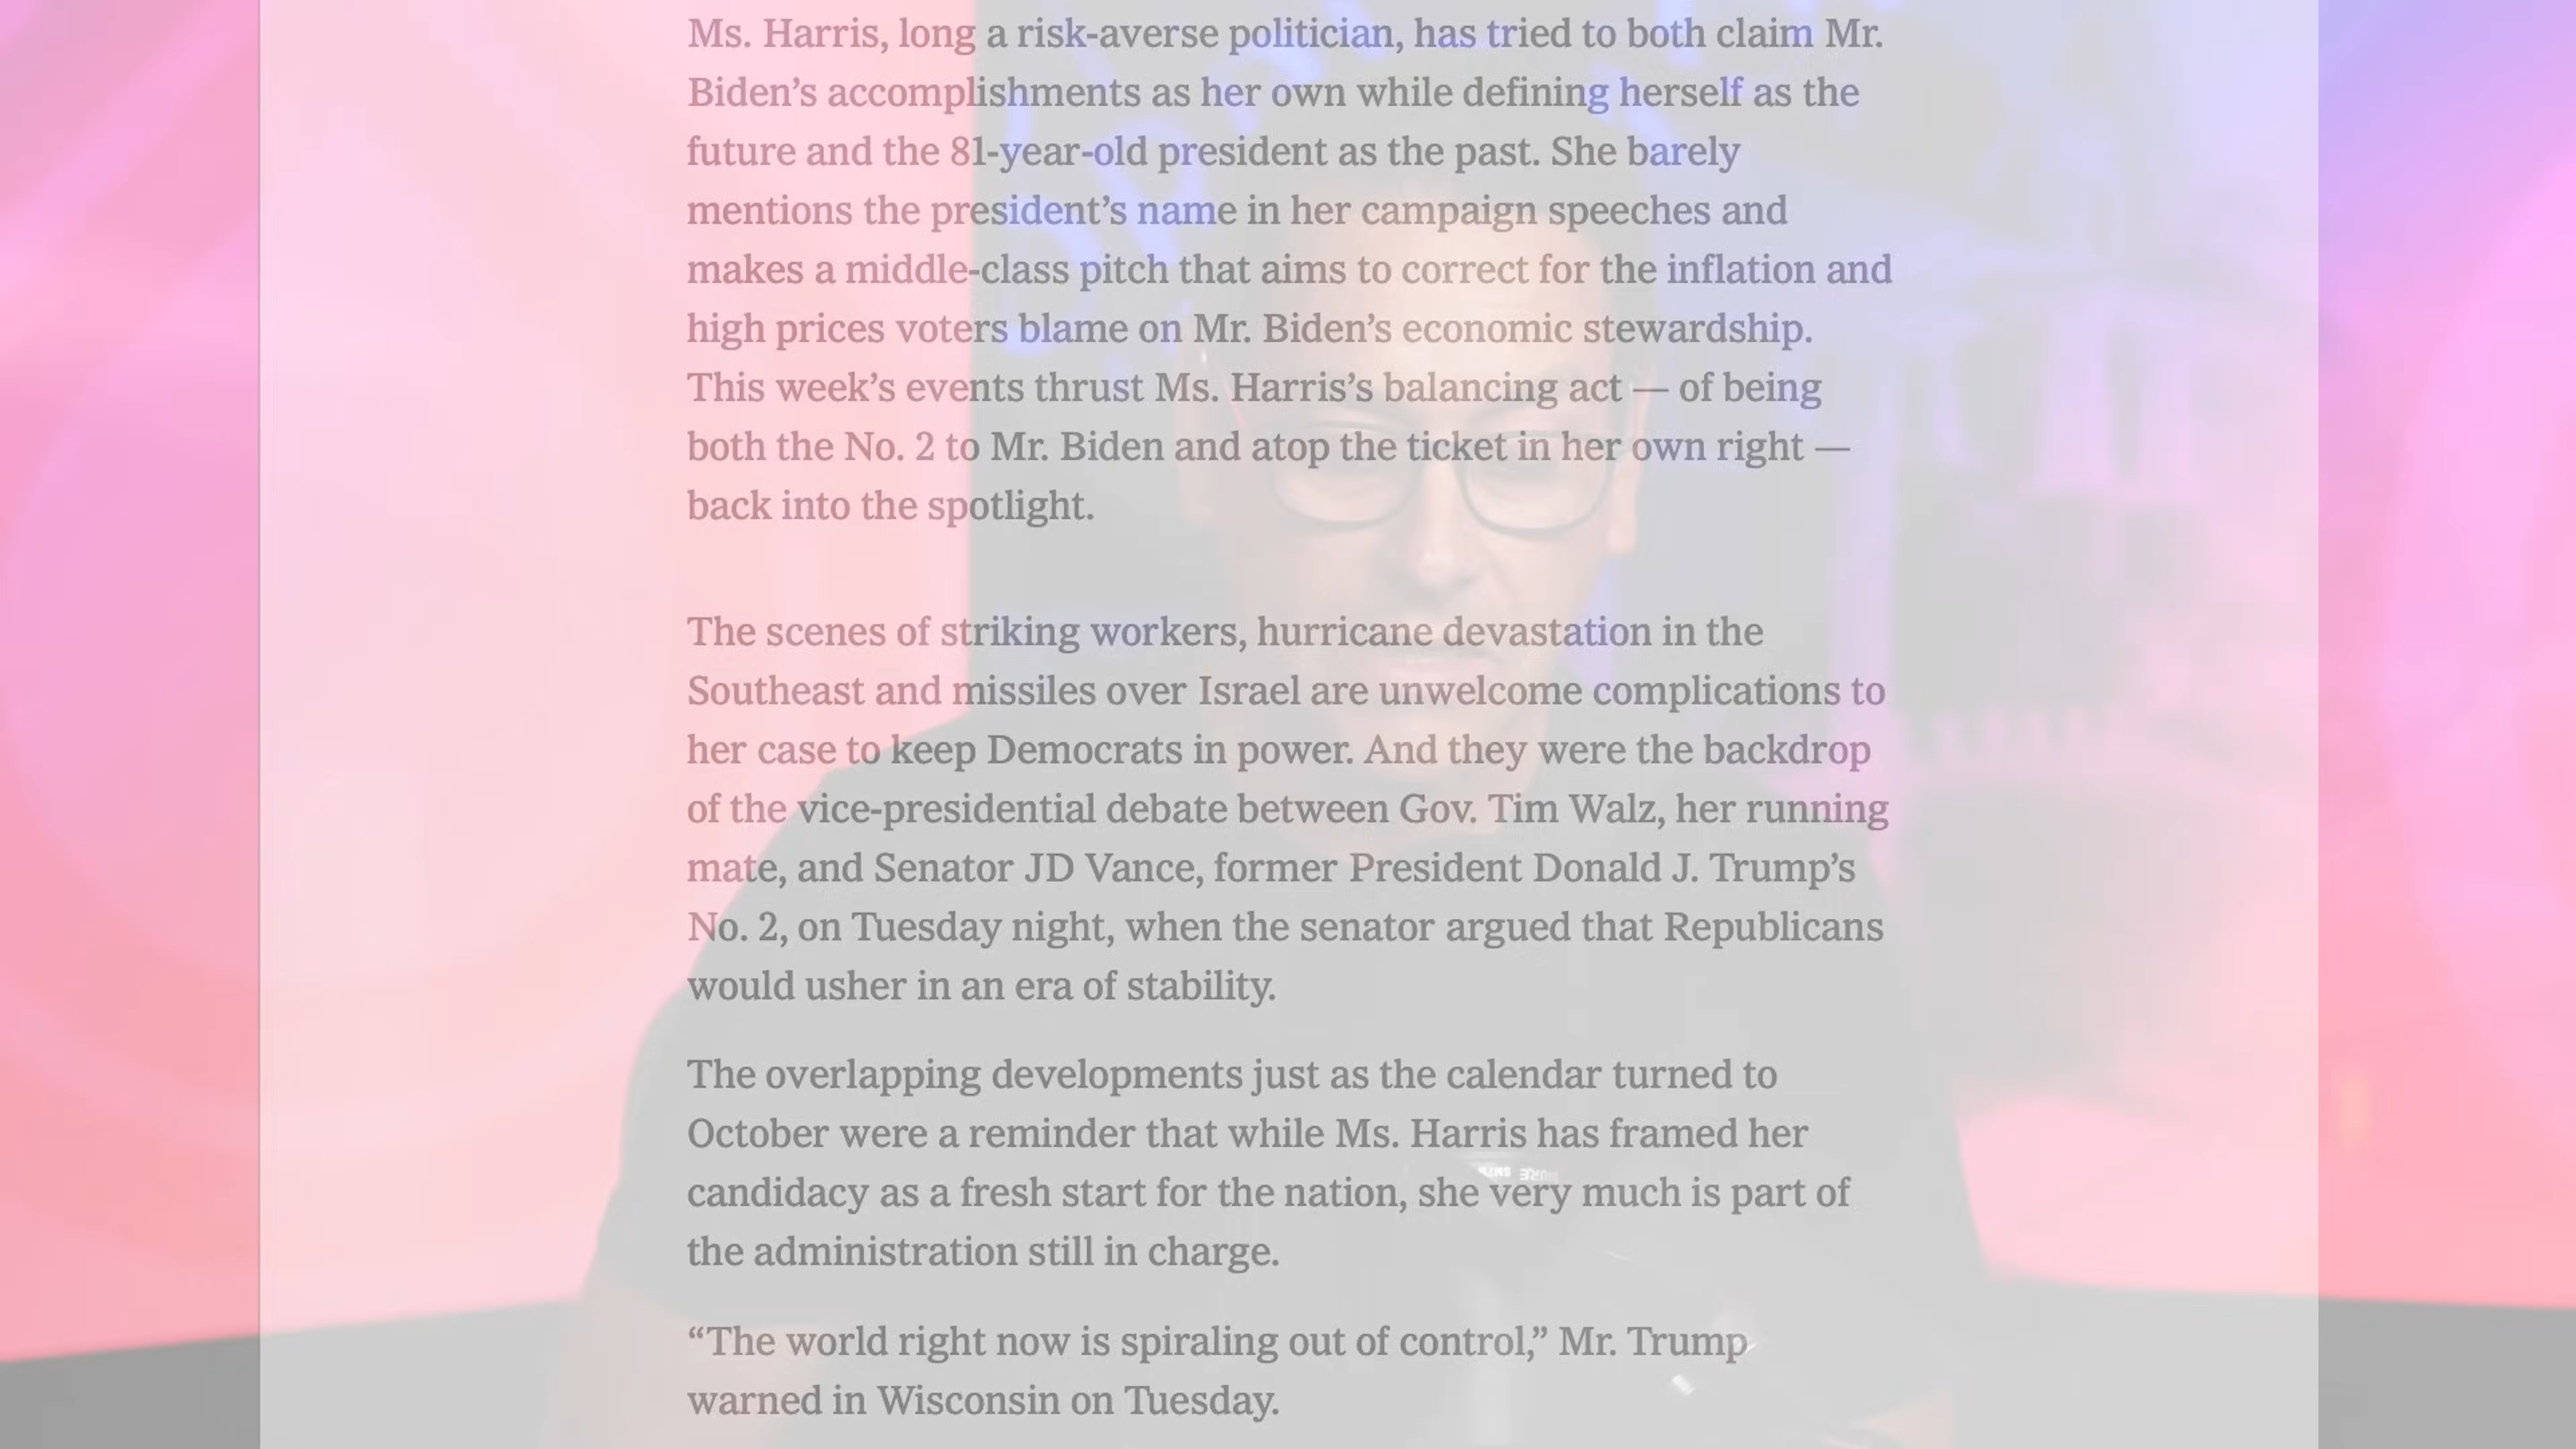 Ms. Harris, long a risk-averse politician, has tried to both claim Mr.
Biden’s accomplishments as her own while defining herself as the
future and the 81-year-old president as the past. She barely
mentions the president’s name in her campaign speeches and
makes a middle-class pitch that aims to correct for the inflation and
high prices voters blame on Mr. Biden’s economic stewardship.
This week’s events thrust Ms. Harris’s balancing act — of being
both the No. 2 to Mr. Biden and atop the ticket in her own right —
back into the spotlight.
The scenes of striking workers, hurricane devastation in the
Southeast and missiles over Israel are unwelcome complications to
her case to keep Democrats in power. And they were the backdrop
of the vice-presidential debate between Gov. Tim Walz, her running
mate, and Senator JD Vance, former President Donald J. Trump’s
No. 2, on Tuesday night, when the senator argued that Republicans
would usher in an era of stability.
The overlapping developments just as the calendar turned to
October were a reminder that while Ms. Harris has framed her
candidacy as a fresh start for the nation, she very much is part of
the administration still in charge.
“The world right now is spiraling out of control,” Mr. Trump
warned in Wisconsin on Tuesday.